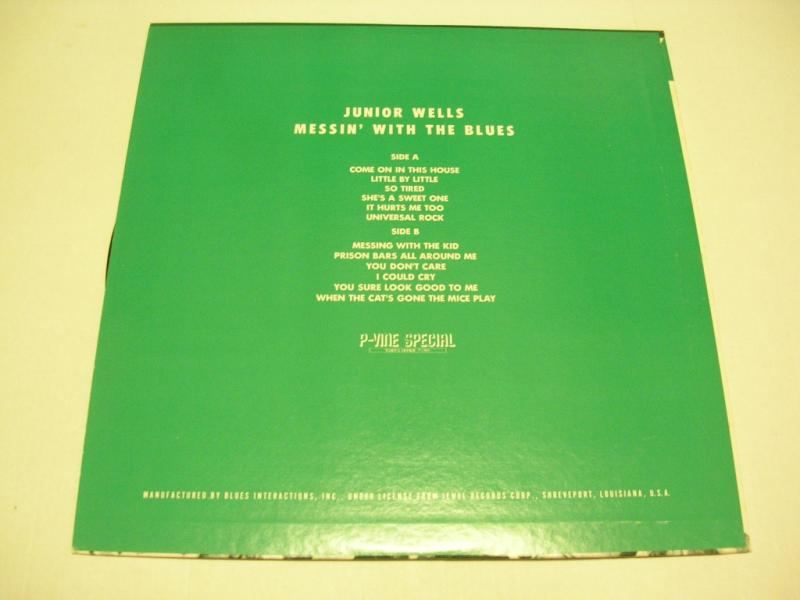 JUNIOR WELLS
MESSIN' WITH THE BLUES
SIDE A
COME ON IN THIS HOUSE
LITTLE BY LITTLE
SO TIRED
SHE'S A SWEET ONE
IT HURTS ME TOO
UNIVERSAL ROCK
SIDE B
MESSING WITH THE KID
PRISON BARS ALL AROUND ME
YOU DON'T CARE
I COULD CRY
YOU SURE LOOK GOOD TO ME
WHEN THE CAT'S GONE THE MICE PLAY
P-VINE SPECIAL
MANUFACTURED BY BLUES INTERACTIONS, INC., UNDER LICENSE FROM JEWEL RECORDS CORP., SHREVEPORT, LOUISIANA, U.S.A.